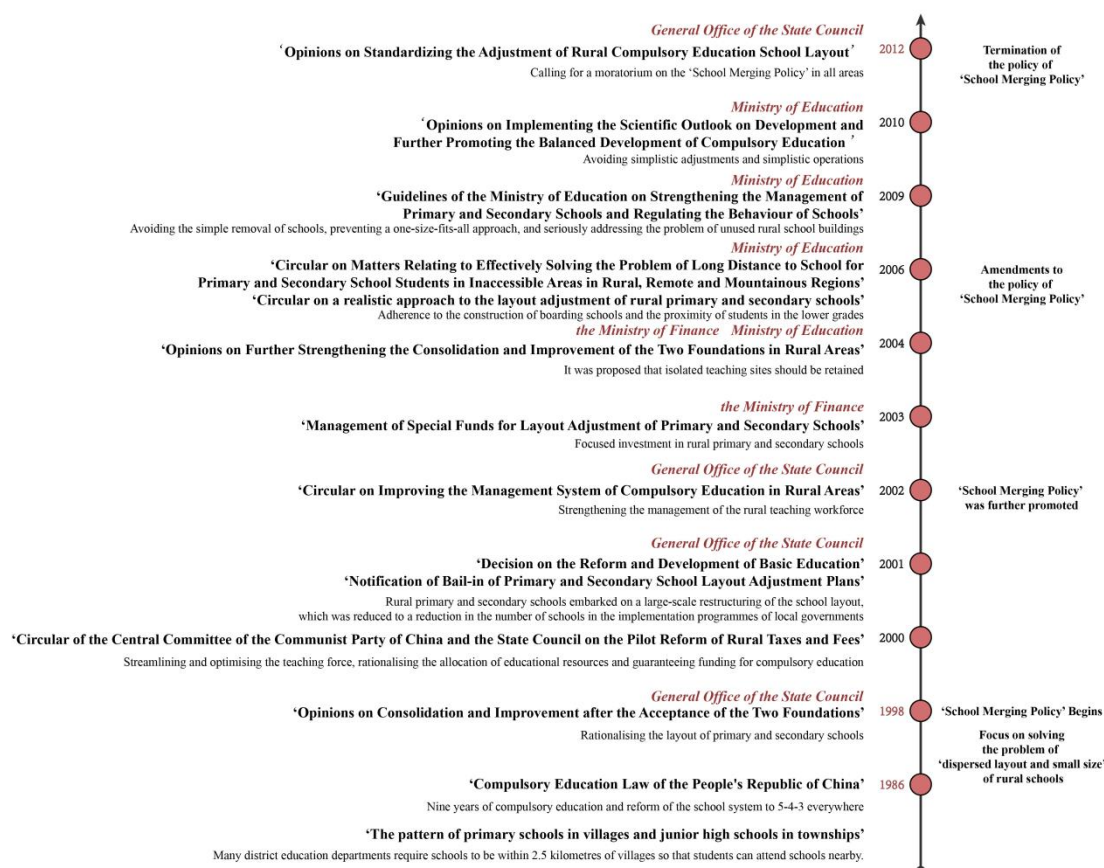 General Office of the State Council
‘Opinions on Standardizing the Adjustment of Rural Compulsory Education School Layout’
Calling for a moratorium on the ‘School Merging Policy’ in all areas
2012
Termination of
the policy of
‘School Merging Policy’
Ministry of Education
‘Opinions on Implementing the Scientific Outlook on Development and
Further Promoting the Balanced Development of Compulsory Education ’
Avoiding simplistic adjustments and simplistic operations
2010
Ministry of Education
‘Guidelines of the Ministry of Education on Strengthening the Management of
Primary and Secondary Schools and Regulating the Behaviour of Schools’
Avoiding the simple removal of schools, preventing a one-size-fits-all approach, and seriously addressing the problem of unused rural school buildings
2009
Ministry of Education
‘Circular on Matters Relating to Effectively Solving the Problem of Long Distance to School for
Primary and Secondary School Students in Inaccessible Areas in Rural, Remote and Mountainous Regions’
‘Circular on a realistic approach to the layout adjustment of rural primary and secondary schools’
Adherence to the construction of boarding schools and the proximity of students in the lower grades
2006
Amendments to
the policy of
‘School Merging Policy’
the Ministry of Finance Ministry of Education
‘Opinions on Further Strengthening the Consolidation and Improvement of the Two Foundations in Rural Areas’
It was proposed that isolated teaching sites should be retained
2004
the Ministry of Finance
‘Management of Special Funds for Layout Adjustment of Primary and Secondary Schools’
Focused investment in rural primary and secondary schools
2003
General Office of the State Council
‘Circular on Improving the Management System of Compulsory Education in Rural Areas’
Strengthening the management of the rural teaching workforce
2002
‘School Merging Policy’
was further promoted
General Office of the State Council
‘Decision on the Reform and Development of Basic Education’
‘Notification of Bail-in of Primary and Secondary School Layout Adjustment Plans’
Rural primary and secondary schools embarked on a large-scale restructuring of the school layout,
which was reduced to a reduction in the number of schools in the implementation programmes of local governments
2001
‘Circular of the Central Committee of the Communist Party of China and the State Council on the Pilot Reform of Rural Taxes and Fees’
Streamlining and optimising the teaching force, rationalising the allocation of educational resources and guaranteeing funding for compulsory education
2000
General Office of the State Council
‘Opinions on Consolidation and Improvement after the Acceptance of the Two Foundations’
Rationalising the layout of primary and secondary schools
1998
‘School Merging Policy’ Begins
Focus on solving
the problem of
‘dispersed layout and small size’
of rural schools
‘Compulsory Education Law of the People's Republic of China’
Nine years of compulsory education and reform of the school system to 5-4-3 everywhere
1986
‘The pattern of primary schools in villages and junior high schools in townships’
Many district education departments require schools to be within 2.5 kilometres of villages so that students can attend schools nearby.